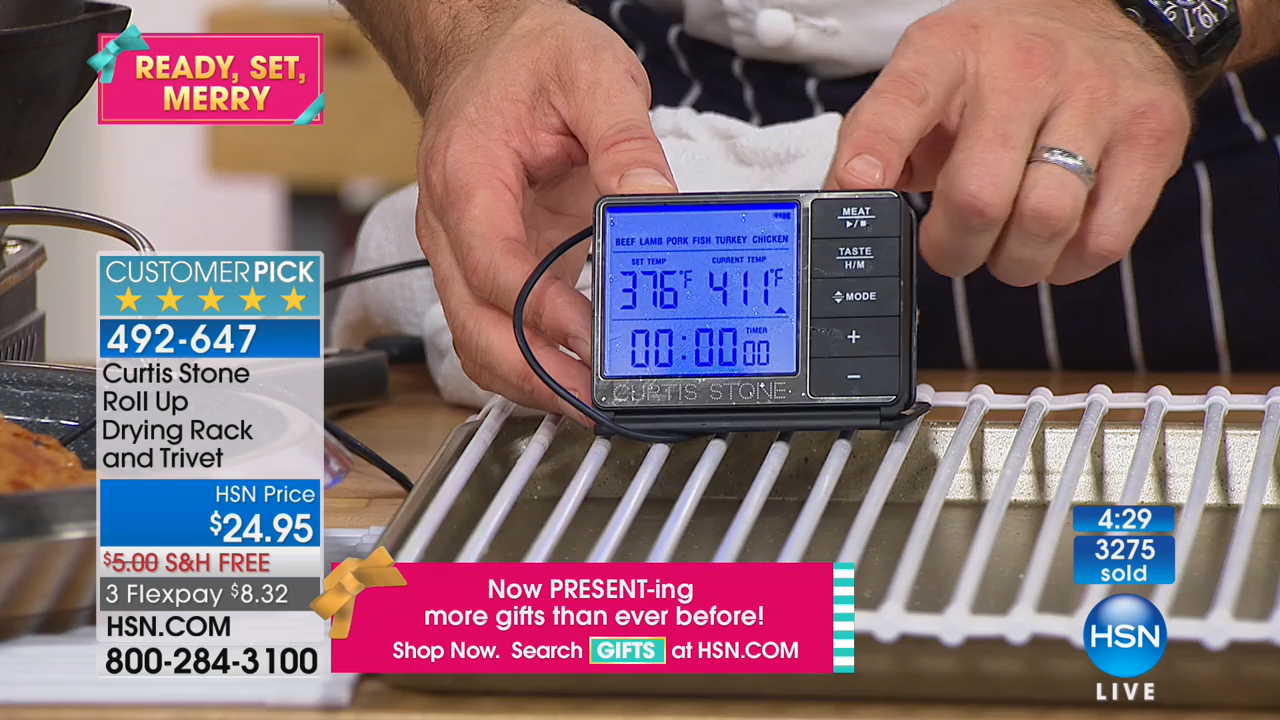 READY, SET,
MERRY
CUSTOMER PICK
492-647
Curtis Stone
Roll Up
Drying Rack
and Trivet
HSN Price
$24.95
$5.00 S&H FREE
3 Flexpay $8.32
HSN.COM
800-284-3100
MEAT
▶/■
TASTE
H/M
MODE
+
−
BEEF LAMB PORK FISH TURKEY CHICKEN
SET TEMP CURRENT TEMP
376°F 411°F
TIMER
00:00 00
CURTIS STONE
Now PRESENT-ing
more gifts than ever before!
Shop Now. Search GIFTS at HSN.COM
4:29
3275
sold
HSN
LIVE